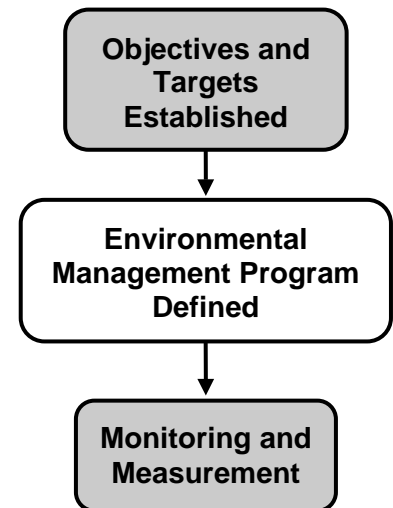 Objectives and
Targets
Established
Environmental
Management Program
Defined
Monitoring and
Measurement